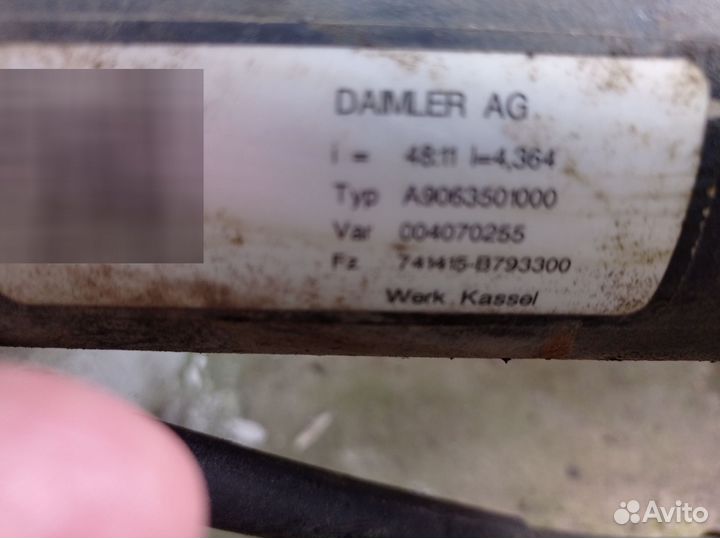 DAIMLER AG
i = 48:11 i=4,364
Typ A9063501000
Var 004070255
Fz 741415-B793300
Werk Kassel
Avito